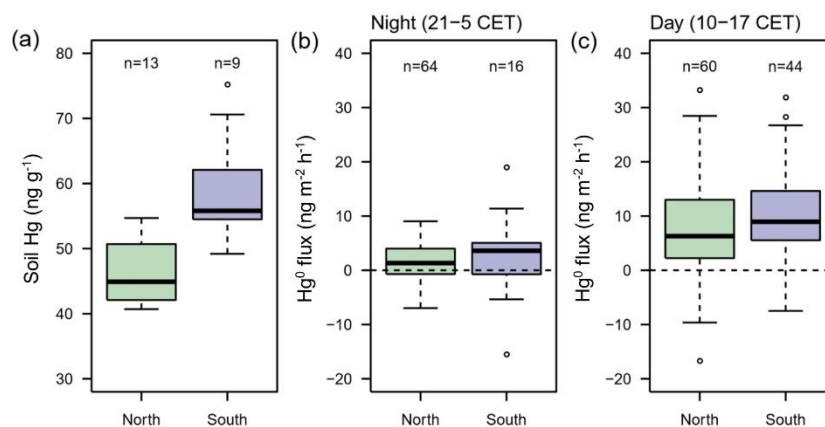 (a)
Soil Hg (ng g⁻¹)
80
70
60
50
40
30
n=13
n=9
North
South
(b)
Night (21−5 CET)
Hg⁰ flux (ng m⁻² h⁻¹)
40
30
20
10
0
−10
−20
n=64
n=16
North
South
(c)
Day (10−17 CET)
Hg⁰ flux (ng m⁻² h⁻¹)
40
30
20
10
0
−10
−20
n=60
n=44
North
South